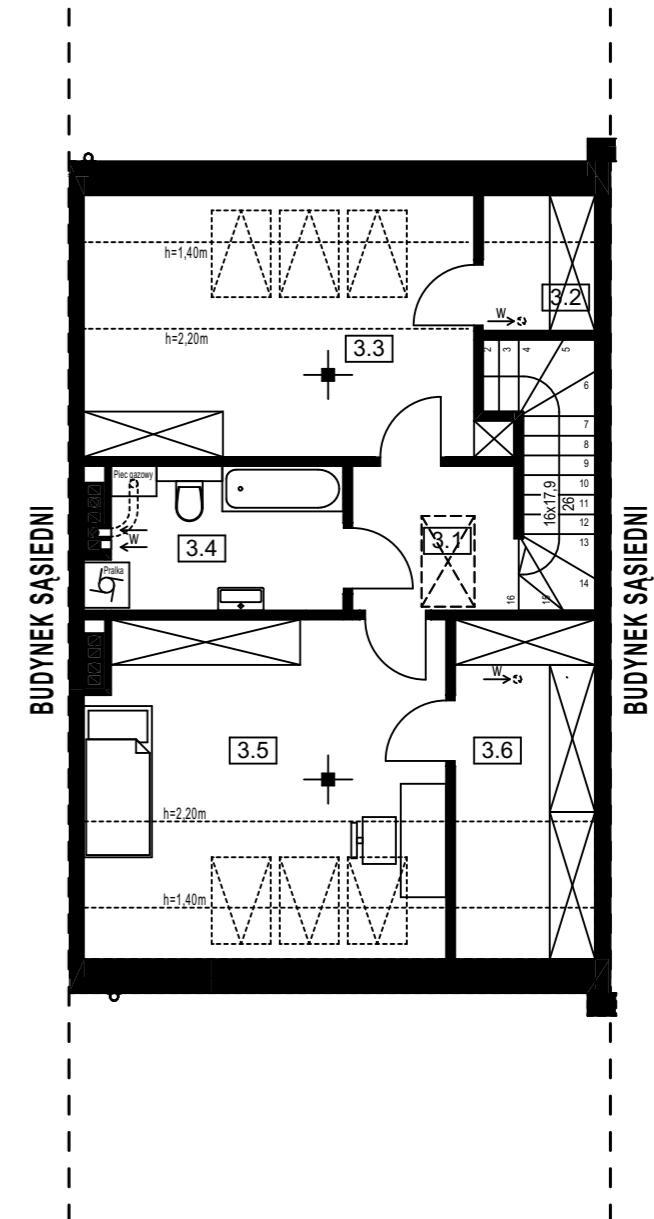 h=1,40m
3.2
W
h=2,20m
3.3
2
3
4
5
6
7
8
9
10
11
12
13
14
15
16
16x17,9
26
Piec gazowy
W
3.4
3.1
Pralka
BUDYNEK SĄSIEDNI
BUDYNEK SĄSIEDNI
W
3.5
3.6
h=2,20m
h=1,40m